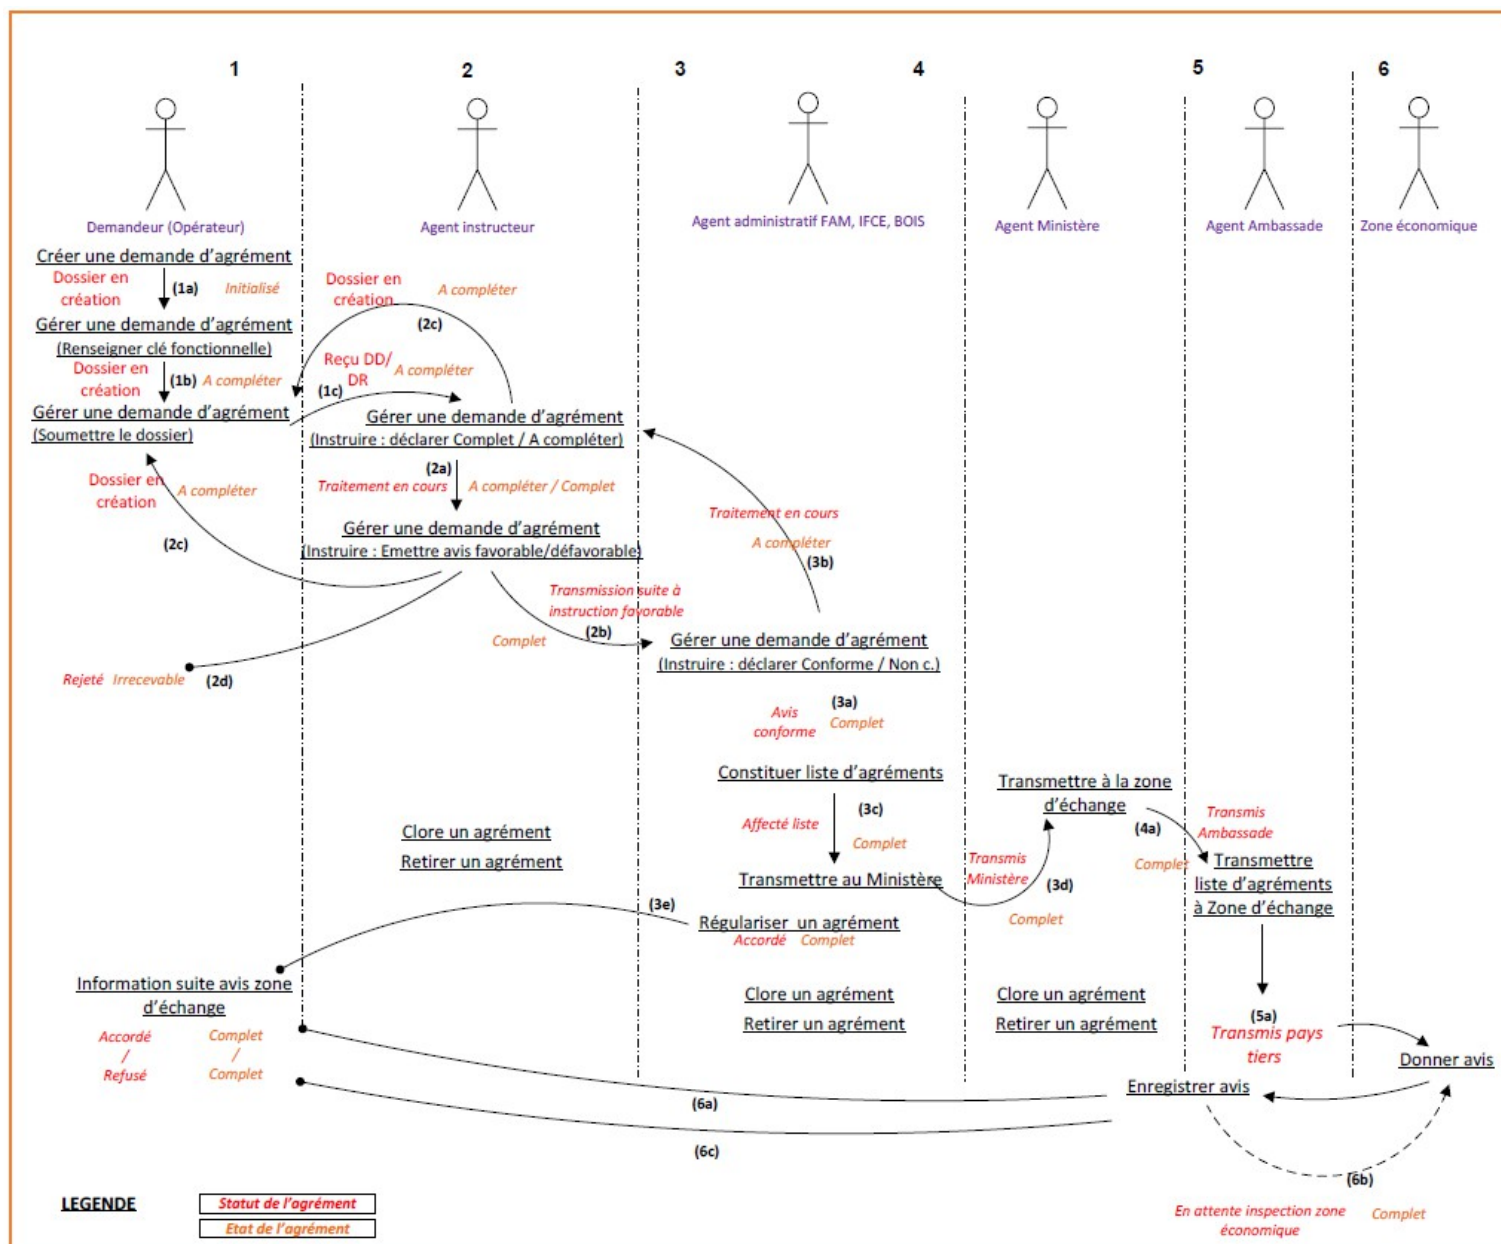 1
2
3
4
5
6
Demandeur (Opérateur)
Agent instructeur
Agent administratif FAM, IFCE, BOIS
Agent Ministère
Agent Ambassade
Zone économique
Créer une demande d'agrément
Dossier en
création
(1a)
Initialisé
Gérer une demande d'agrément
(Renseigner clé fonctionnelle)
Dossier en
création
(1b)
A compléter
Gérer une demande d'agrément
(Soumettre le dossier)
Dossier en
création
A compléter
(2c)
Reçu DD/
DR
A compléter
(1c)
Gérer une demande d'agrément
(Instruire : déclarer Complet / A compléter)
(2a)
Traitement en cours
A compléter / Complet
Gérer une demande d'agrément
(Instruire : Emettre avis favorable/défavorable)
Dossier en
création
A compléter
(2c)
Rejeté
Irrecevable
(2d)
Transmission suite à
instruction favorable
Complet
(2b)
Traitement en cours
A compléter
(3b)
Gérer une demande d'agrément
(Instruire : déclarer Conforme / Non c.)
(3a)
Avis
conforme
Complet
Constituer liste d'agréments
(3c)
Affecté liste
Complet
Transmettre au Ministère
Transmis
Ministère
(3d)
Complet
Transmettre à la zone
d'échange
(4a)
Transmis
Ambassade
Complet
Transmettre
liste d'agréments
à Zone d'échange
Clore un agrément
Retirer un agrément
(3e)
Régulariser un agrément
Accordé
Complet
Information suite avis zone
d'échange
Accordé
/
Refusé
Complet
/
Complet
Clore un agrément
Retirer un agrément
Clore un agrément
Retirer un agrément
(5a)
Transmis pays
tiers
Donner avis
Enregistrer avis
(6a)
(6c)
(6b)
En attente inspection zone
économique
Complet
LEGENDE
Statut de l'agrément
Etat de l'agrément